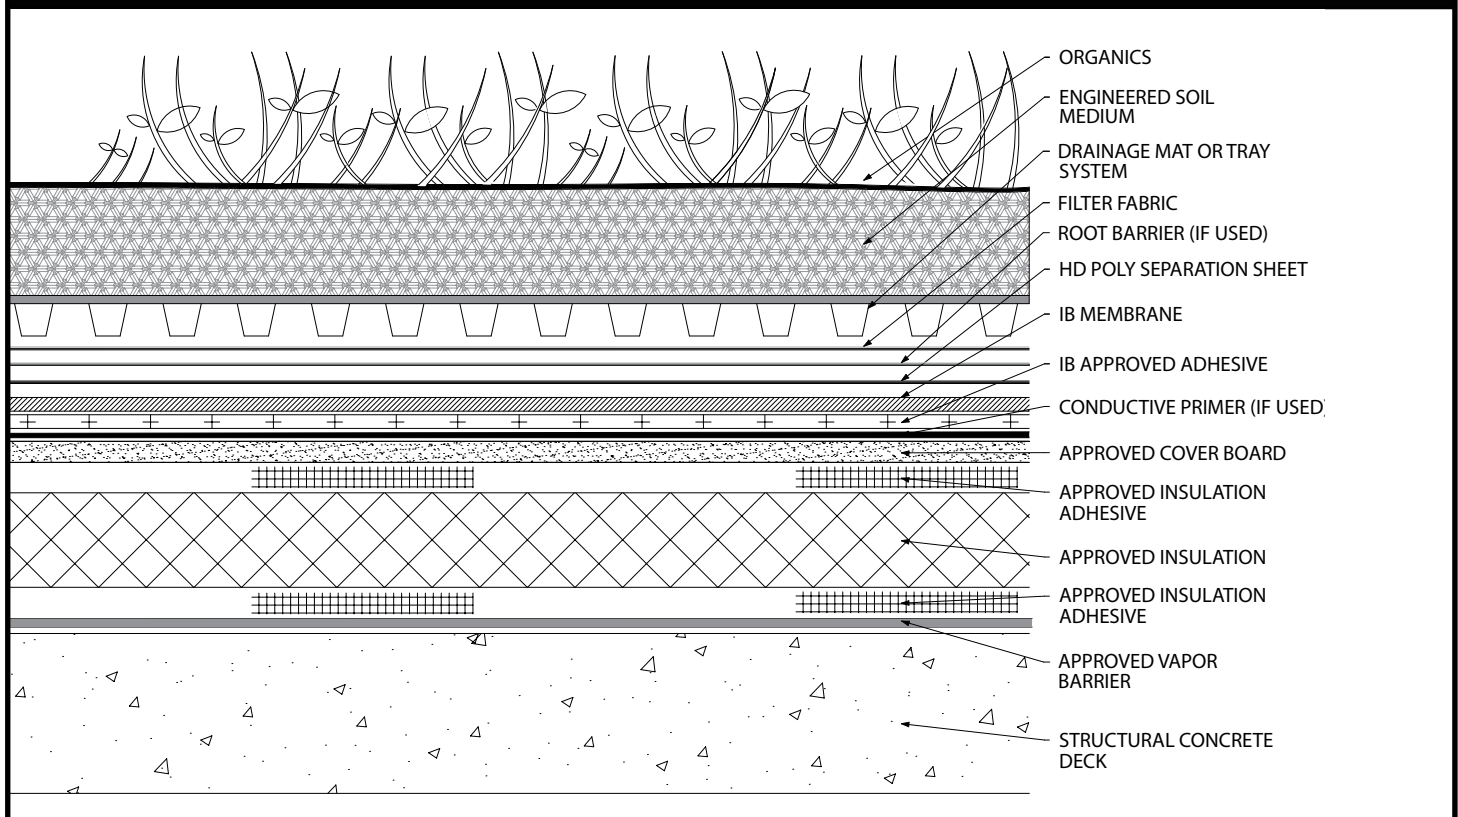 ORGANICS
ENGINEERED SOIL
MEDIUM
DRAINAGE MAT OR TRAY
SYSTEM
FILTER FABRIC
ROOT BARRIER (IF USED)
HD POLY SEPARATION SHEET
IB MEMBRANE
IB APPROVED ADHESIVE
CONDUCTIVE PRIMER (IF USED)
APPROVED COVER BOARD
APPROVED INSULATION
ADHESIVE
APPROVED INSULATION
APPROVED INSULATION
ADHESIVE
APPROVED VAPOR
BARRIER
STRUCTURAL CONCRETE
DECK